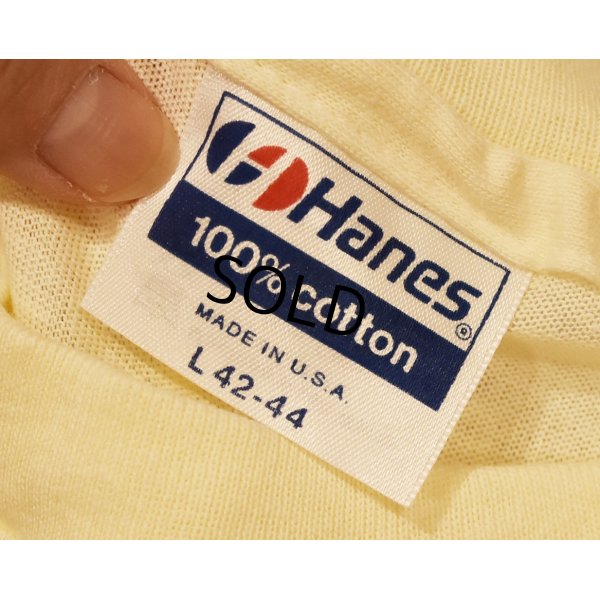 Hanes®
100% cotton
SOLD
MADE IN U.S.A.
L 42-44